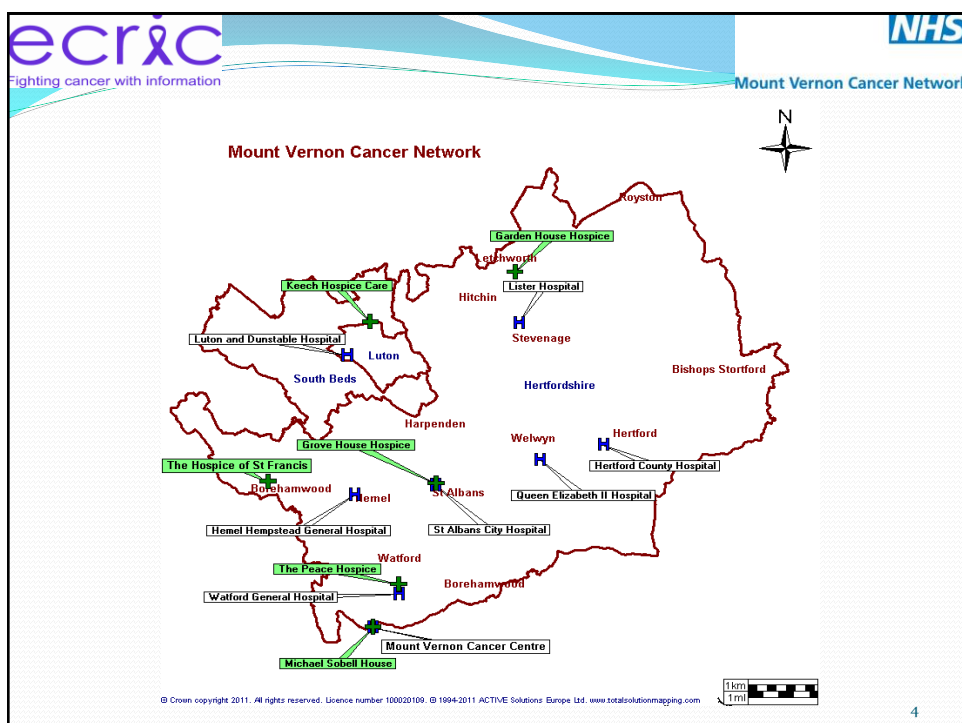 ecric
Fighting cancer with information
NHS
Mount Vernon Cancer Network
N
Mount Vernon Cancer Network
Royston
Garden House Hospice
Letchworth
Keech Hospice Care
Hitchin
Lister Hospital
Luton and Dunstable Hospital
H
Stevenage
H
Luton
South Beds
Hertfordshire
Bishops Stortford
Harpenden
Grove House Hospice
Welwyn
Hertford
H
The Hospice of St Francis
H
Hertford County Hospital
Borehamwood
H
Hemel
St Albans
Queen Elizabeth II Hospital
Hemel Hempstead General Hospital
St Albans City Hospital
Watford
The Peace Hospice
Borehamwood
Watford General Hospital
H
Mount Vernon Cancer Centre
Michael Sobell House
1km
1ml
© Crown copyright 2011. All rights reserved. Licence number 100020109. © 1994-2011 ACTIVE Solutions Europe Ltd. www.totalsolutionmapping.com
4